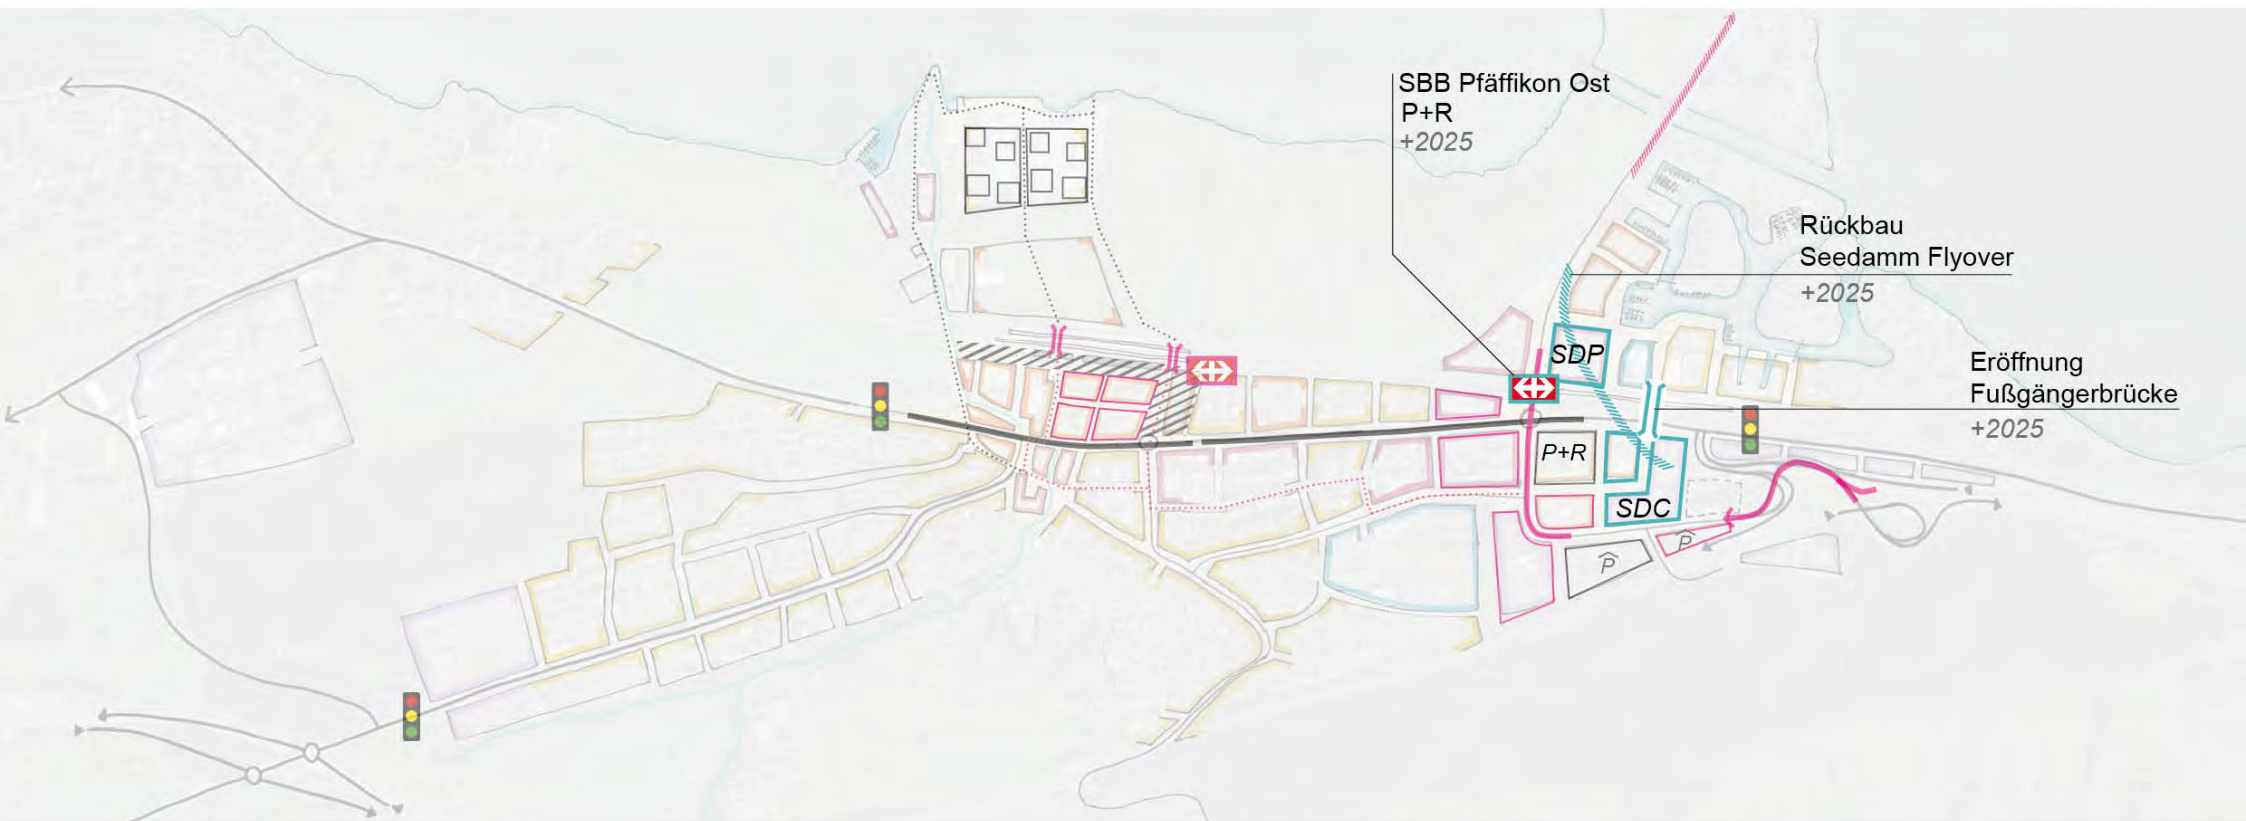 SBB Pfäffikon Ost
P+R
+2025
Rückbau
Seedamm Flyover
+2025
Eröffnung
Fußgängerbrücke
+2025
SDP
P+R
SDC
P
P